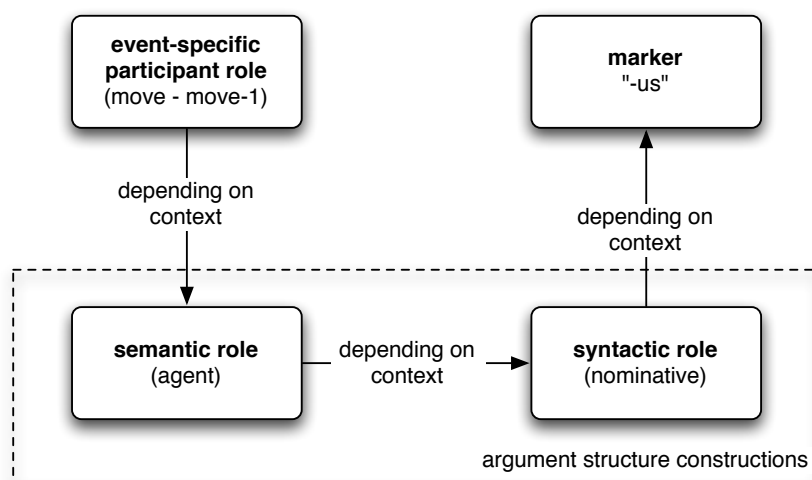 event-specific
participant role
(move - move-1)
marker
"-us"
depending on
context
depending on
context
semantic role
(agent)
depending on
context
syntactic role
(nominative)
argument structure constructions